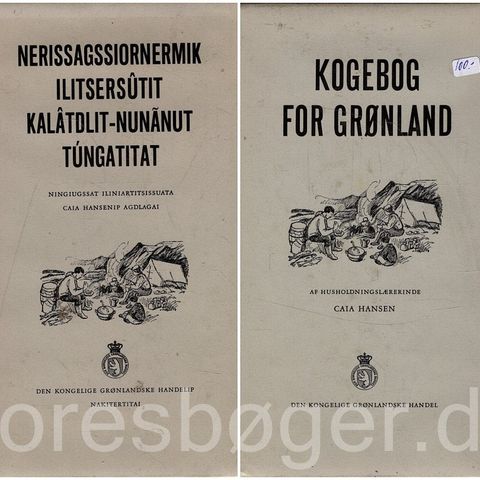 NERISSAGSSIORNERMIK
ILITSERSÛTIT
KALÂTDLIT-NUNÃNUT
TÚNGATITAT
NINGIUGSSAT ILINIARTITSISSUATA
CAIA HANSENIP AGDLAGAI
DEN KONGELIGE GRØNLANDSKE HANDELIP
NAKITERTITAI
KOGEBOG
FOR GRØNLAND
100.-
AF HUSHOLDNINGSLÆRERINDE
CAIA HANSEN
DEN KONGELIGE GRØNLANDSKE HANDEL
oresbøger.d